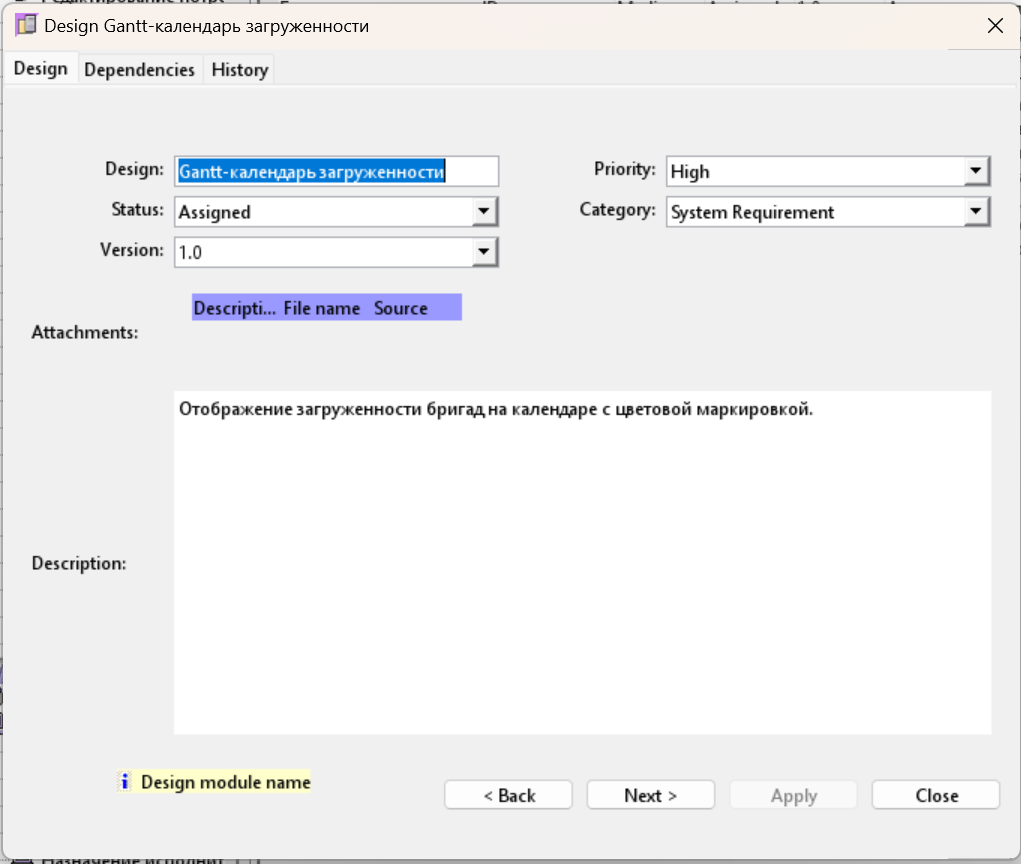 Design Gantt-календарь загруженности
Design Dependencies History
Design: Gantt-календарь загруженности Priority: High
Status: Assigned Category: System Requirement
Version: 1.0
Descripti... File name Source
Attachments:
Отображение загруженности бригад на календаре с цветовой маркировкой.
Description:
i Design module name
< Back Next > Apply Close